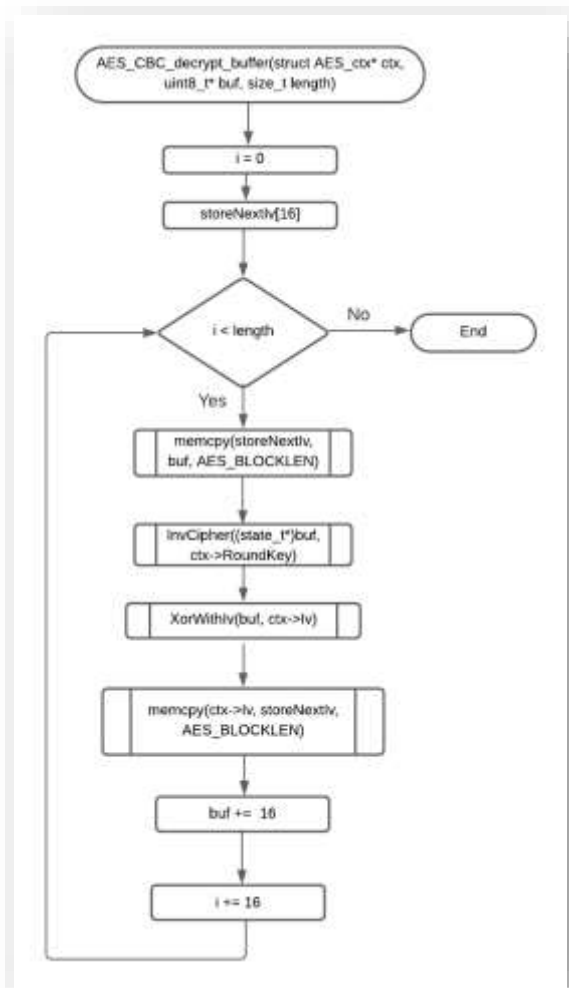 AES_CBC_decrypt_buffer(struct AES_ctx* ctx,
uint8_t* buf, size_t length)
i = 0
storeNextIv[16]
i < length
No
End
Yes
memcpy(storeNextIv,
buf, AES_BLOCKLEN)
InvCipher((state_t*)buf,
ctx->RoundKey)
XorWithIv(buf, ctx->Iv)
memcpy(ctx->Iv, storeNextIv,
AES_BLOCKLEN)
buf += 16
i += 16